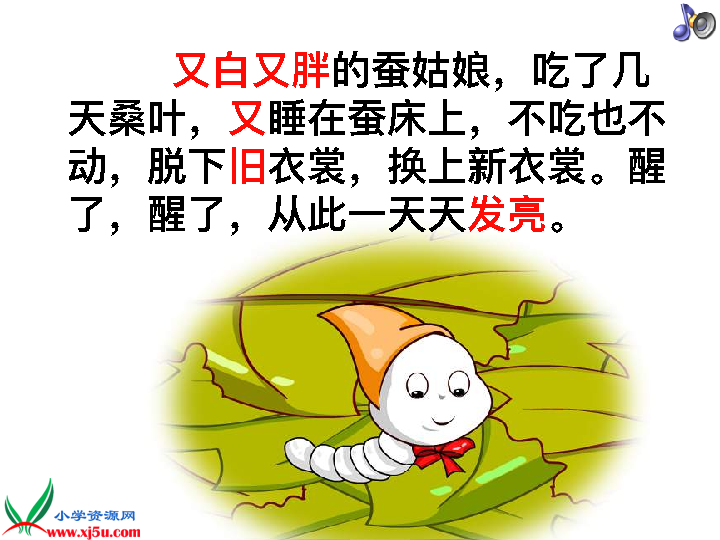 又白又胖的蚕姑娘，吃了几
天桑叶，又睡在蚕床上，不吃也不
动，脱下旧衣裳，换上新衣裳。醒
了，醒了，从此一天天发亮。
小学资源网
www.xj5u.com